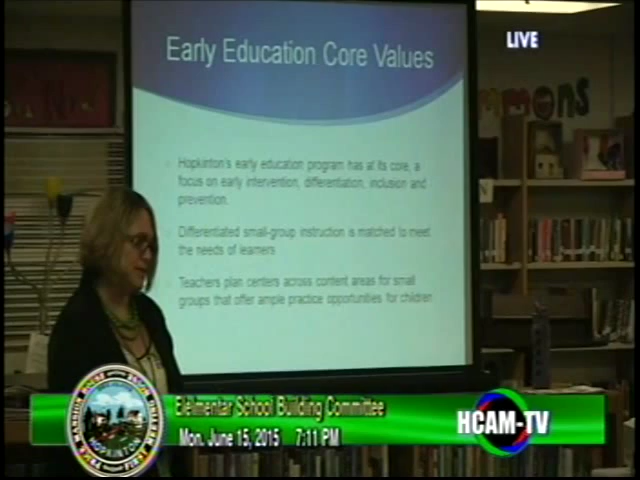 LIVE
Early Education Core Values
mmons
Hopkinton's early education program has at its core, a
focus on early intervention, differentiation, inclusion and
prevention.
Differentiated small-group instruction is matched to meet
the needs of learners
Teachers plan centers across content areas for small
groups that offer ample practice opportunities for children
Elelmentar School Building Committee
Mon. June 15, 2015 7:11 PM
HCAM-TV
HOPKINTON